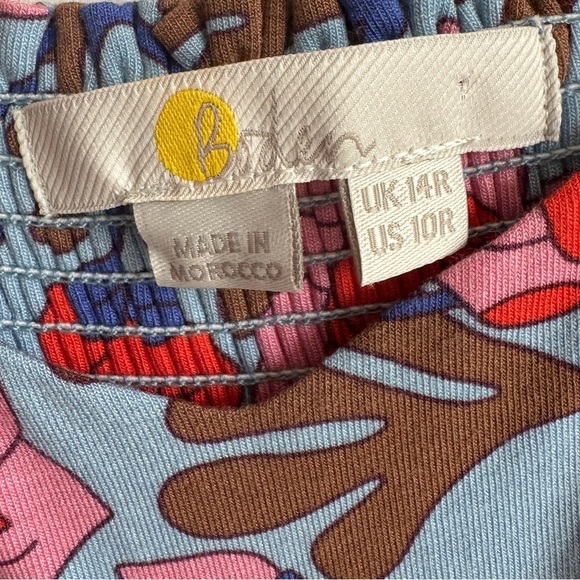 Boden
MADE IN
MOROCCO
UK·14R
US 10R